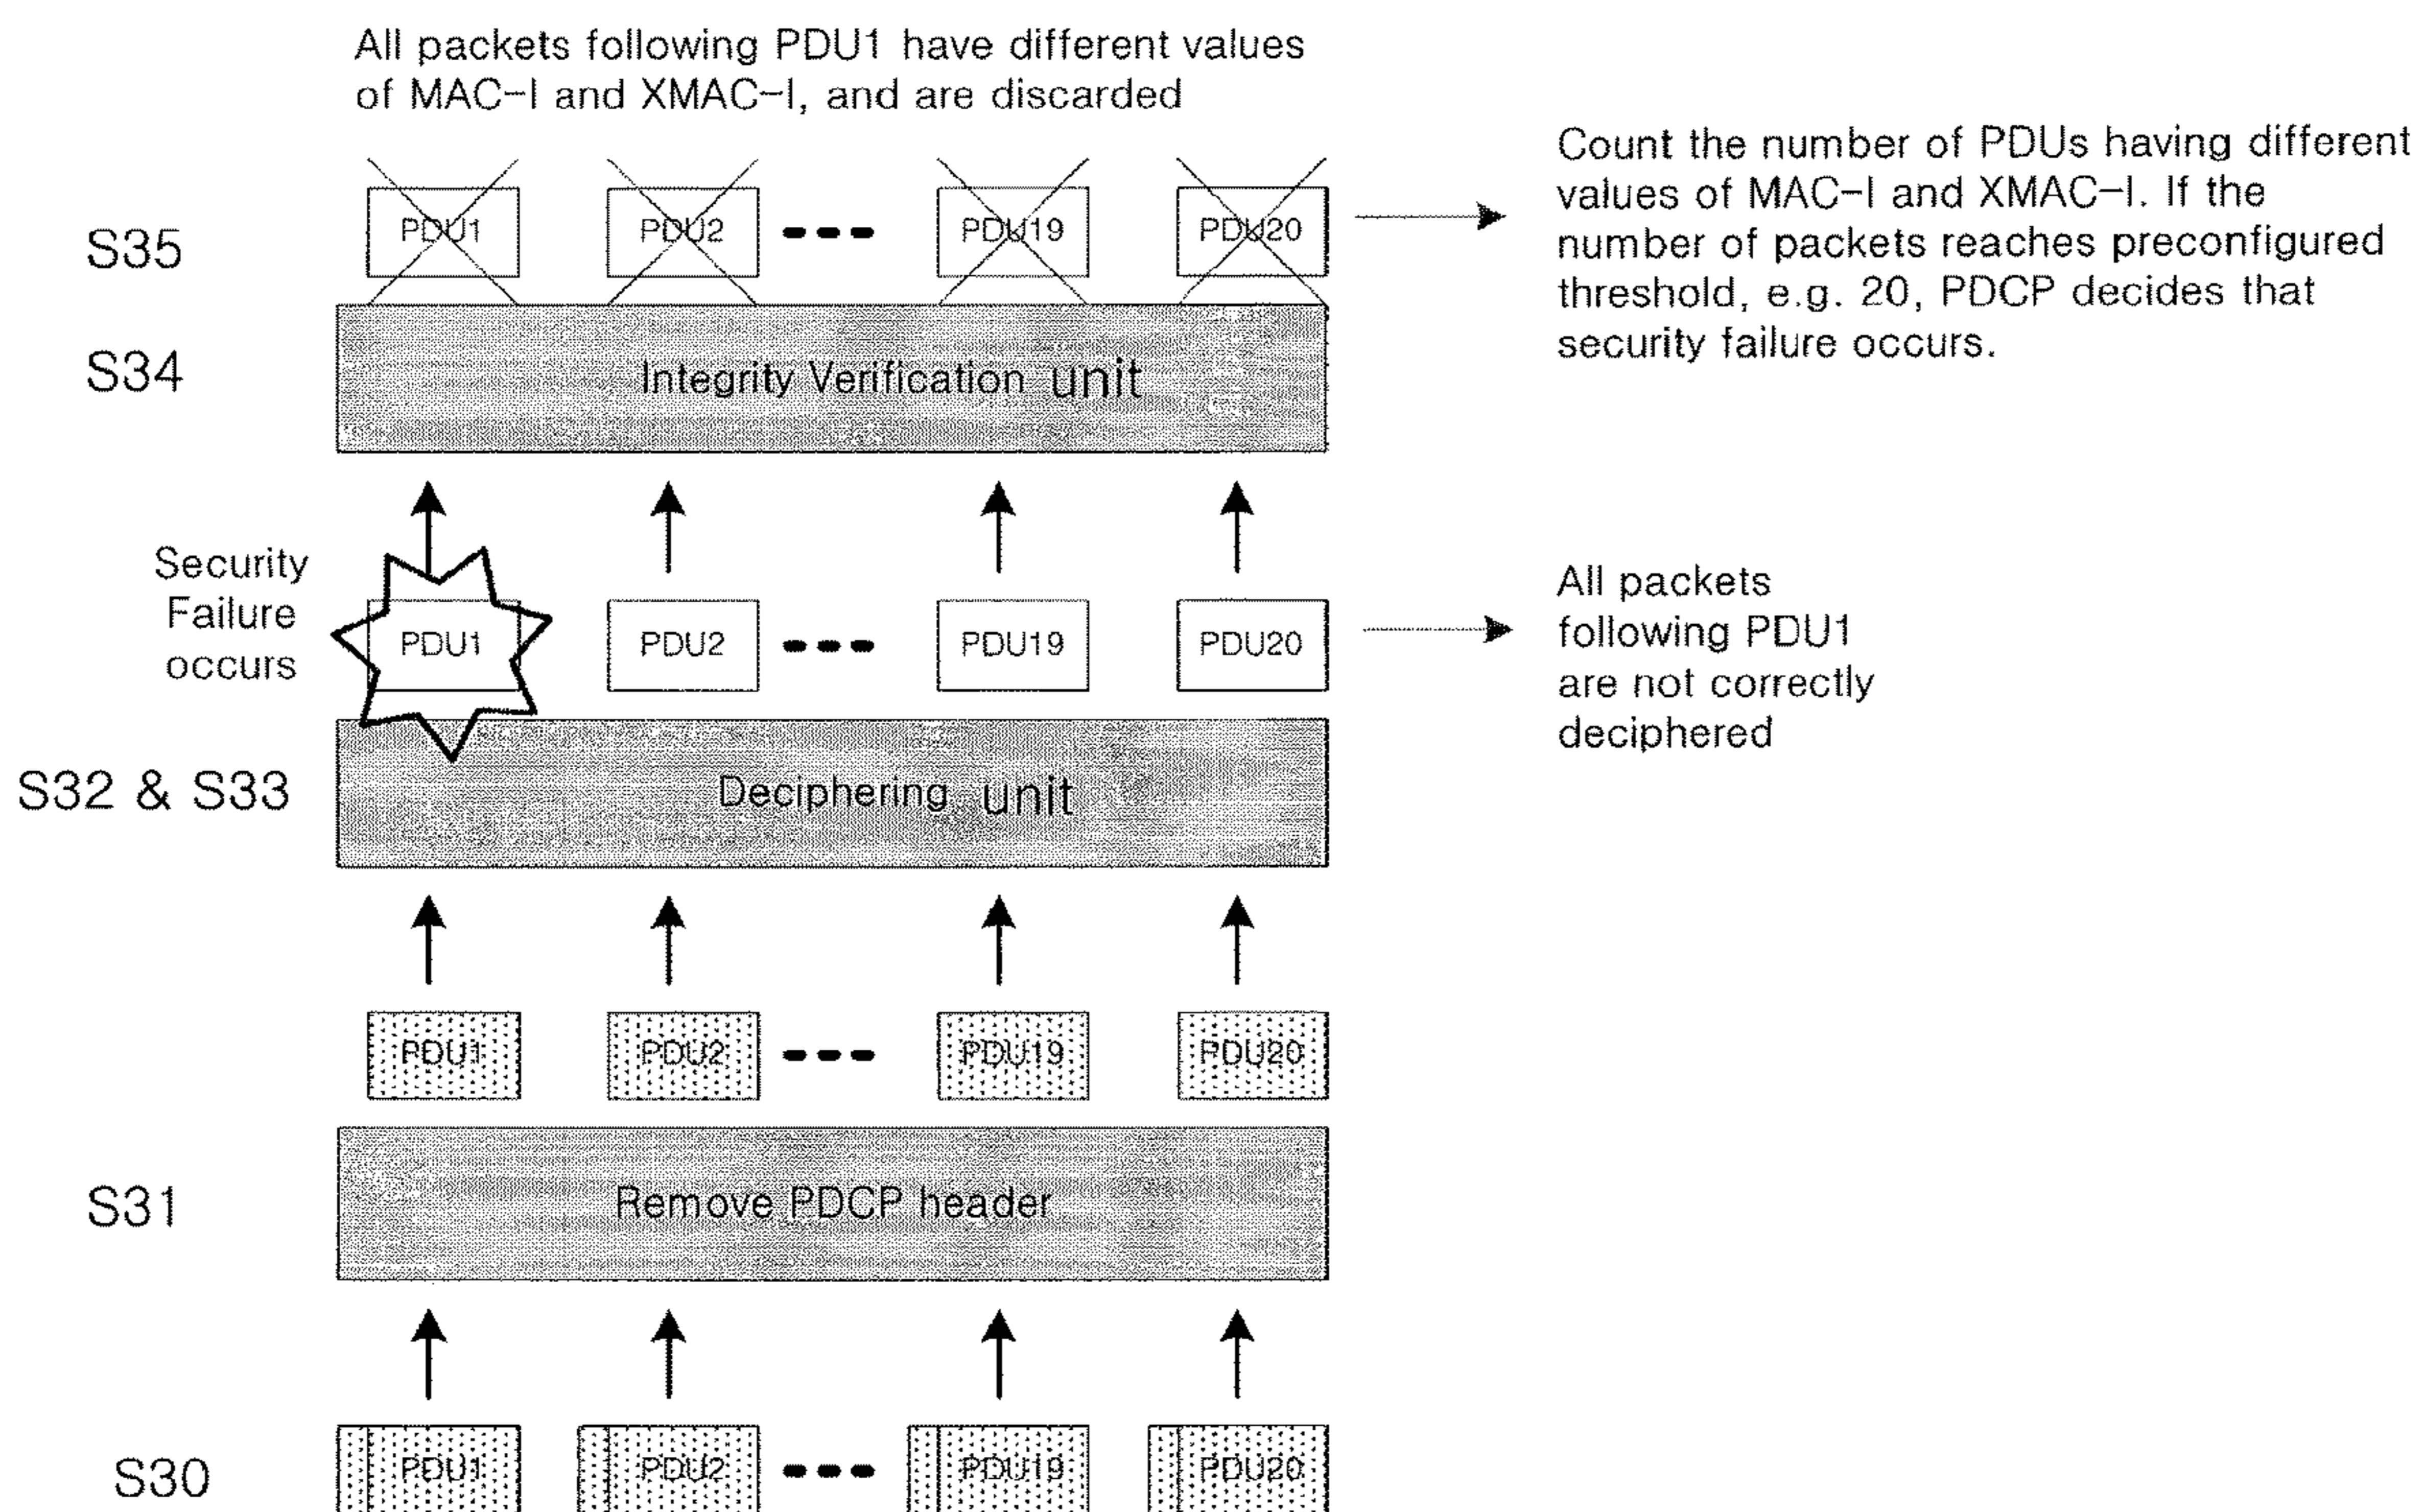 All packets following PDU1 have different values
of MAC-I and XMAC-I, and are discarded
Count the number of PDUs having different
values of MAC-I and XMAC-I. If the
number of packets reaches preconfigured
threshold, e.g. 20, PDCP decides that
security failure occurs.
S35
PDU1
PDU2
PDU19
PDU20
S34
Integrity Verification unit
Security
Failure
occurs
PDU1
PDU2
PDU19
PDU20
All packets
following PDU1
are not correctly
deciphered
S32 & S33
Deciphering unit
PDU1
PDU2
PDU19
PDU20
S31
Remove PDCP header
S30
PDU1
PDU2
PDU19
PDU20